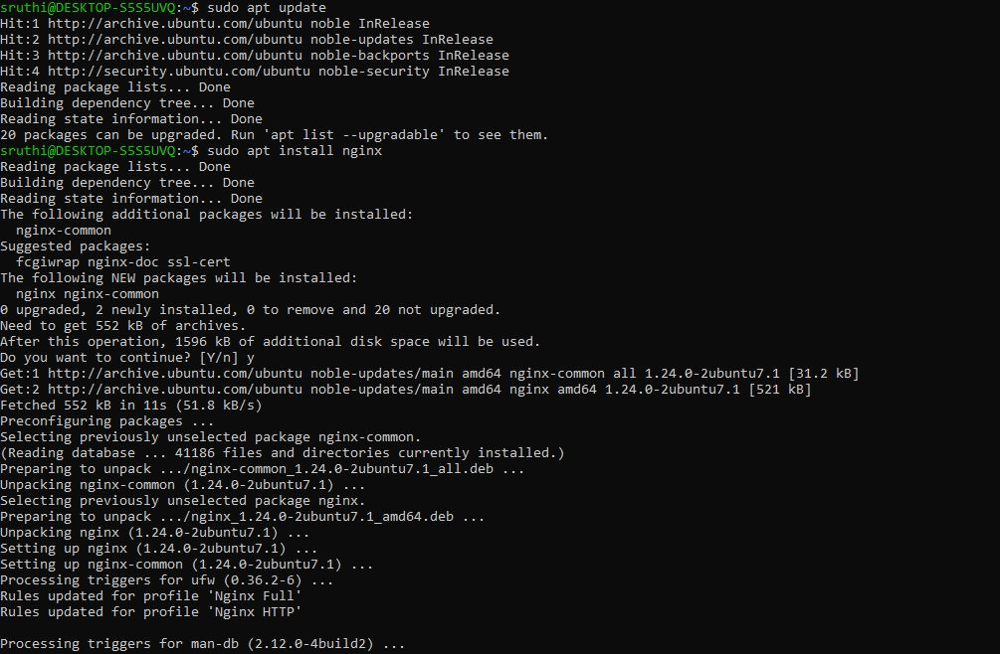 sruthi@DESKTOP-S5S5UVQ:~$ sudo apt update
Hit:1 http://archive.ubuntu.com/ubuntu noble InRelease
Hit:2 http://archive.ubuntu.com/ubuntu noble-updates InRelease
Hit:3 http://archive.ubuntu.com/ubuntu noble-backports InRelease
Hit:4 http://security.ubuntu.com/ubuntu noble-security InRelease
Reading package lists... Done
Building dependency tree... Done
Reading state information... Done
20 packages can be upgraded. Run 'apt list --upgradable' to see them.
sruthi@DESKTOP-S5S5UVQ:~$ sudo apt install nginx
Reading package lists... Done
Building dependency tree... Done
Reading state information... Done
The following additional packages will be installed:
  nginx-common
Suggested packages:
  fcgiwrap nginx-doc ssl-cert
The following NEW packages will be installed:
  nginx nginx-common
0 upgraded, 2 newly installed, 0 to remove and 20 not upgraded.
Need to get 552 kB of archives.
After this operation, 1596 kB of additional disk space will be used.
Do you want to continue? [Y/n] y
Get:1 http://archive.ubuntu.com/ubuntu noble-updates/main amd64 nginx-common all 1.24.0-2ubuntu7.1 [31.2 kB]
Get:2 http://archive.ubuntu.com/ubuntu noble-updates/main amd64 nginx amd64 1.24.0-2ubuntu7.1 [521 kB]
Fetched 552 kB in 11s (51.8 kB/s)
Preconfiguring packages ...
Selecting previously unselected package nginx-common.
(Reading database ... 41186 files and directories currently installed.)
Preparing to unpack .../nginx-common_1.24.0-2ubuntu7.1_all.deb ...
Unpacking nginx-common (1.24.0-2ubuntu7.1) ...
Selecting previously unselected package nginx.
Preparing to unpack .../nginx_1.24.0-2ubuntu7.1_amd64.deb ...
Unpacking nginx (1.24.0-2ubuntu7.1) ...
Setting up nginx (1.24.0-2ubuntu7.1) ...
Setting up nginx-common (1.24.0-2ubuntu7.1) ...
Processing triggers for ufw (0.36.2-6) ...
Rules updated for profile 'Nginx Full'
Rules updated for profile 'Nginx HTTP'
Processing triggers for man-db (2.12.0-4build2) ...